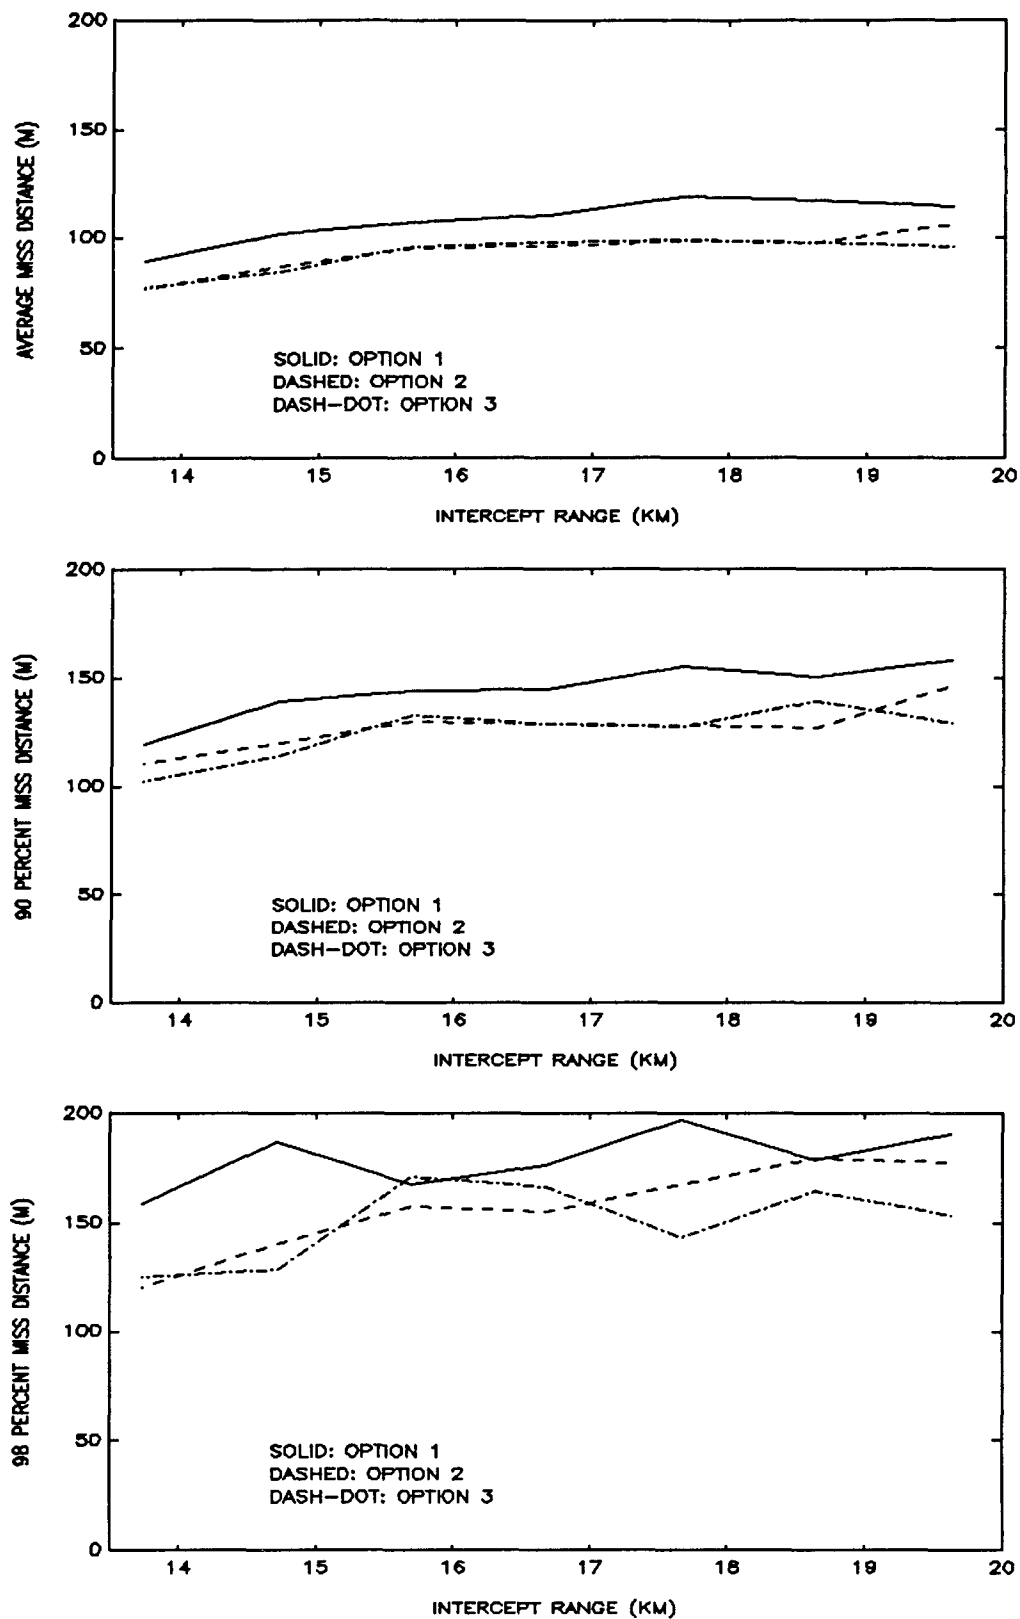 200
150
100
50
0
AVERAGE MISS DISTANCE (M)
SOLID: OPTION 1
DASHED: OPTION 2
DASH-DOT: OPTION 3
14 15 16 17 18 19 20
INTERCEPT RANGE (KM)
200
150
100
50
0
90 PERCENT MISS DISTANCE (M)
SOLID: OPTION 1
DASHED: OPTION 2
DASH-DOT: OPTION 3
14 15 16 17 18 19 20
INTERCEPT RANGE (KM)
200
150
100
50
0
98 PERCENT MISS DISTANCE (M)
SOLID: OPTION 1
DASHED: OPTION 2
DASH-DOT: OPTION 3
14 15 16 17 18 19 20
INTERCEPT RANGE (KM)